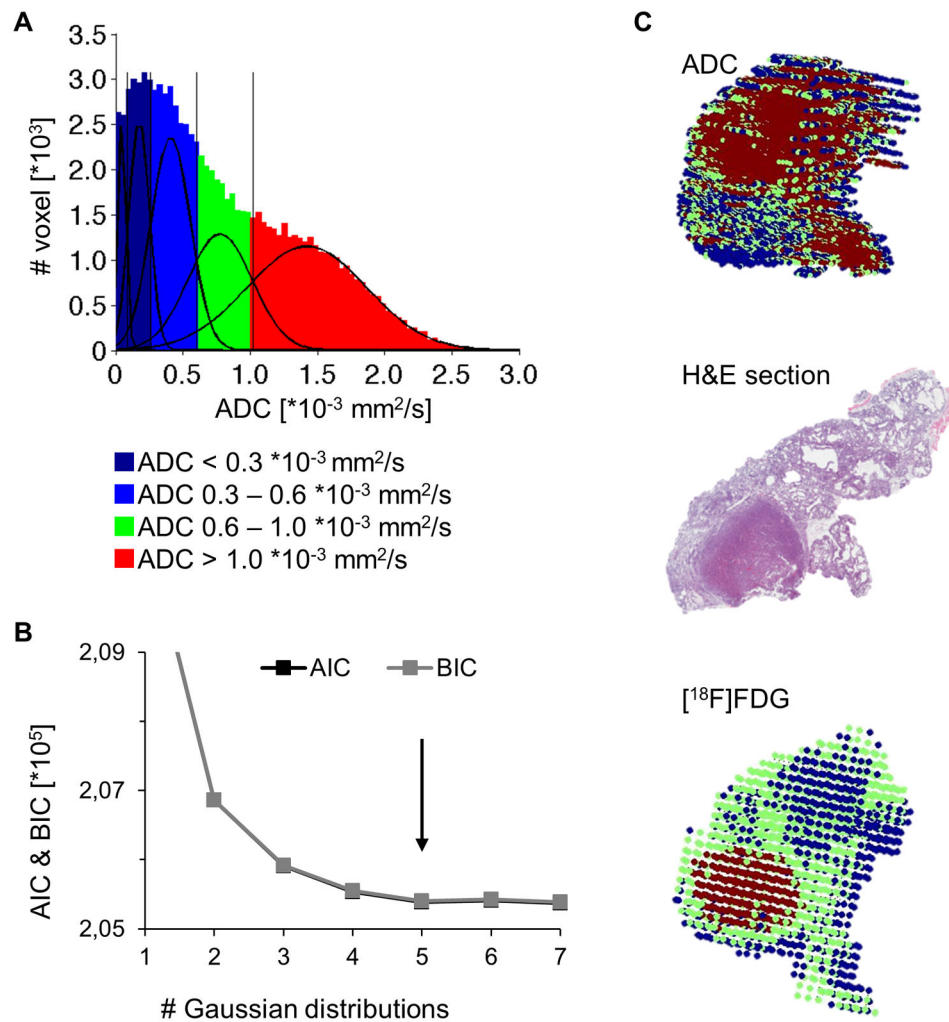 A
3.5
3.0
2.5
2.0
1.5
1.0
0.5
0
# voxel [*10³)
0 0.5 1.0 1.5 2.0 2.5 3.0
ADC [*10⁻³ mm²/s]
ADC < 0.3 *10⁻³ mm²/s
ADC 0.3 – 0.6 *10⁻³ mm²/s
ADC 0.6 – 1.0 *10⁻³ mm²/s
ADC > 1.0 *10⁻³ mm²/s
B
2,09
2,07
2,05
AIC & BIC [*10⁵]
AIC BIC
1 2 3 4 5 6 7
# Gaussian distributions
C
ADC
H&E section
[¹⁸F]FDG